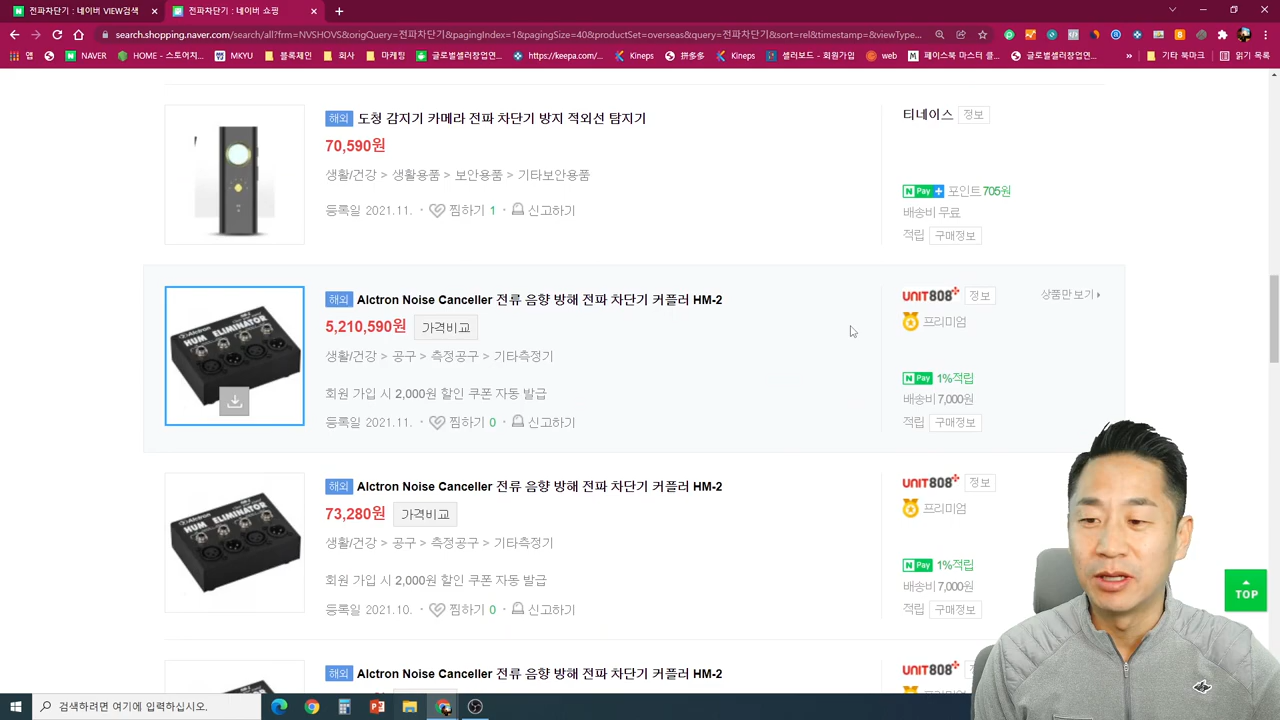 전파차단기 : 네이버 VIEW검색
전파차단기 : 네이버 쇼핑
search.shopping.naver.com/search/all?frm=NVSHOVS&origQuery=전파차단기&pagingIndex=1&pagingSize=40&productSet=overseas&query=전파차단기&sort=rel&timestamp=&viewType...
앱
NAVER
HOME - 스토어지...
MKYU
블록체인
회사
마케팅
글로벌셀러창업연...
https://keepa.com/...
Kineps
拼多多
Kineps
셀러보드 - 회원가입
web
페이스북 마스터 클...
글로벌셀러창업연...
기타 북마크
읽기 목록
해외 도청 감지기 카메라 전파 차단기 방지 적외선 탐지기
70,590원
생활/건강 > 생활용품 > 보안용품 > 기타보안용품
등록일 2021.11. · 찜하기 1 · 신고하기
티네이스 정보
N Pay + 포인트 705원
배송비 무료
적립 구매정보
해외 Alctron Noise Canceller 전류 음향 방해 전파 차단기 커플러 HM-2
5,210,590원 가격비교
생활/건강 > 공구 > 측정공구 > 기타측정기
회원 가입 시 2,000원 할인 쿠폰 자동 발급
등록일 2021.11. · 찜하기 0 · 신고하기
UNIT808+ 정보
상품만 보기
프리미엄
N Pay 1%적립
배송비 7,000원
적립 구매정보
Alctron
HUM ELIMINATOR
해외 Alctron Noise Canceller 전류 음향 방해 전파 차단기 커플러 HM-2
73,280원 가격비교
생활/건강 > 공구 > 측정공구 > 기타측정기
회원 가입 시 2,000원 할인 쿠폰 자동 발급
등록일 2021.10. · 찜하기 0 · 신고하기
UNIT808+ 정보
프리미엄
N Pay 1%적립
배송비 7,000원
적립 구매정보
Alctron
HUM ELIMINATOR
TOP
해외 Alctron Noise Canceller 전류 음향 방해 전파 차단기 커플러 HM-2
UNIT808+
검색하려면 여기에 입력하십시오.